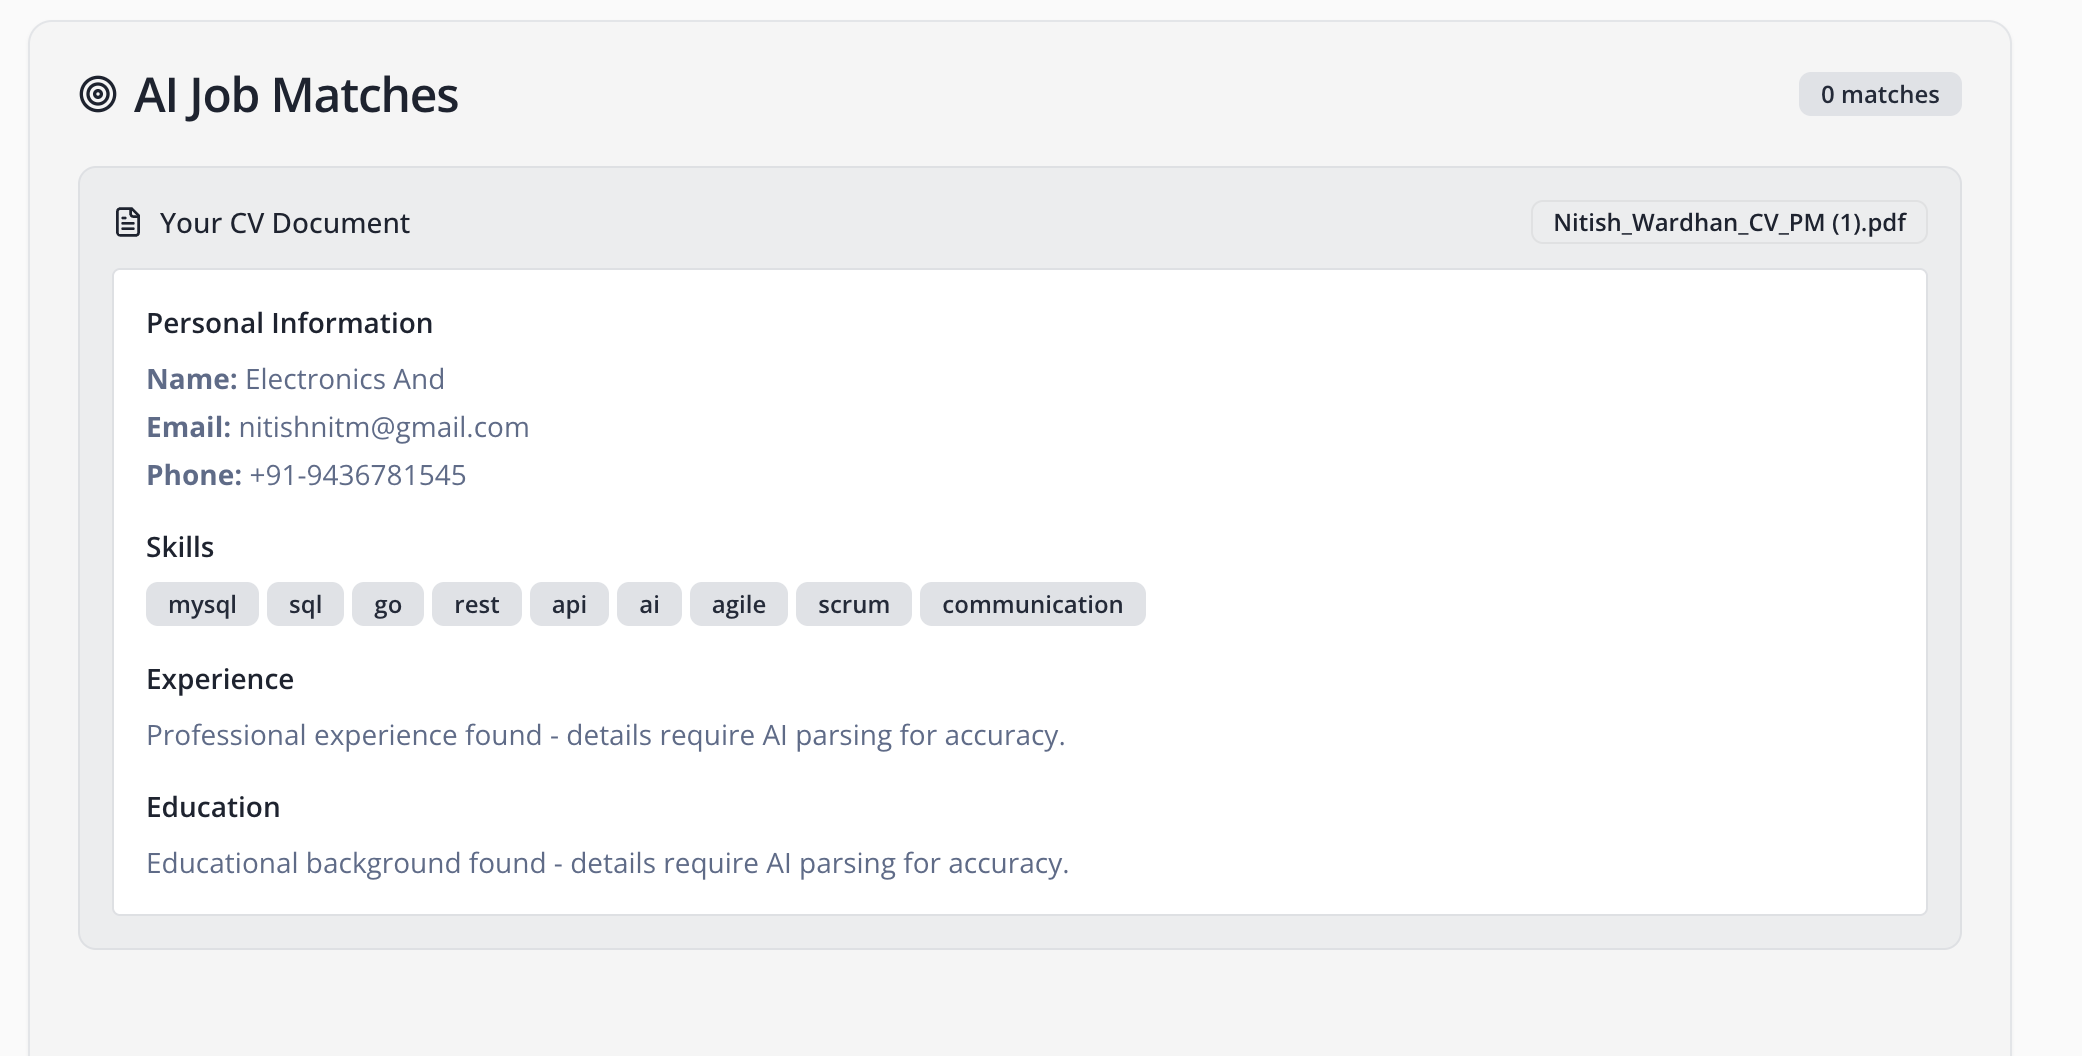 AI Job Matches
0 matches
Your CV Document
Nitish_Wardhan_CV_PM (1).pdf
Personal Information
Name: Electronics And
Email: nitishnitm@gmail.com
Phone: +91-9436781545
Skills
mysql sql go rest api ai agile scrum communication
Experience
Professional experience found - details require AI parsing for accuracy.
Education
Educational background found - details require AI parsing for accuracy.